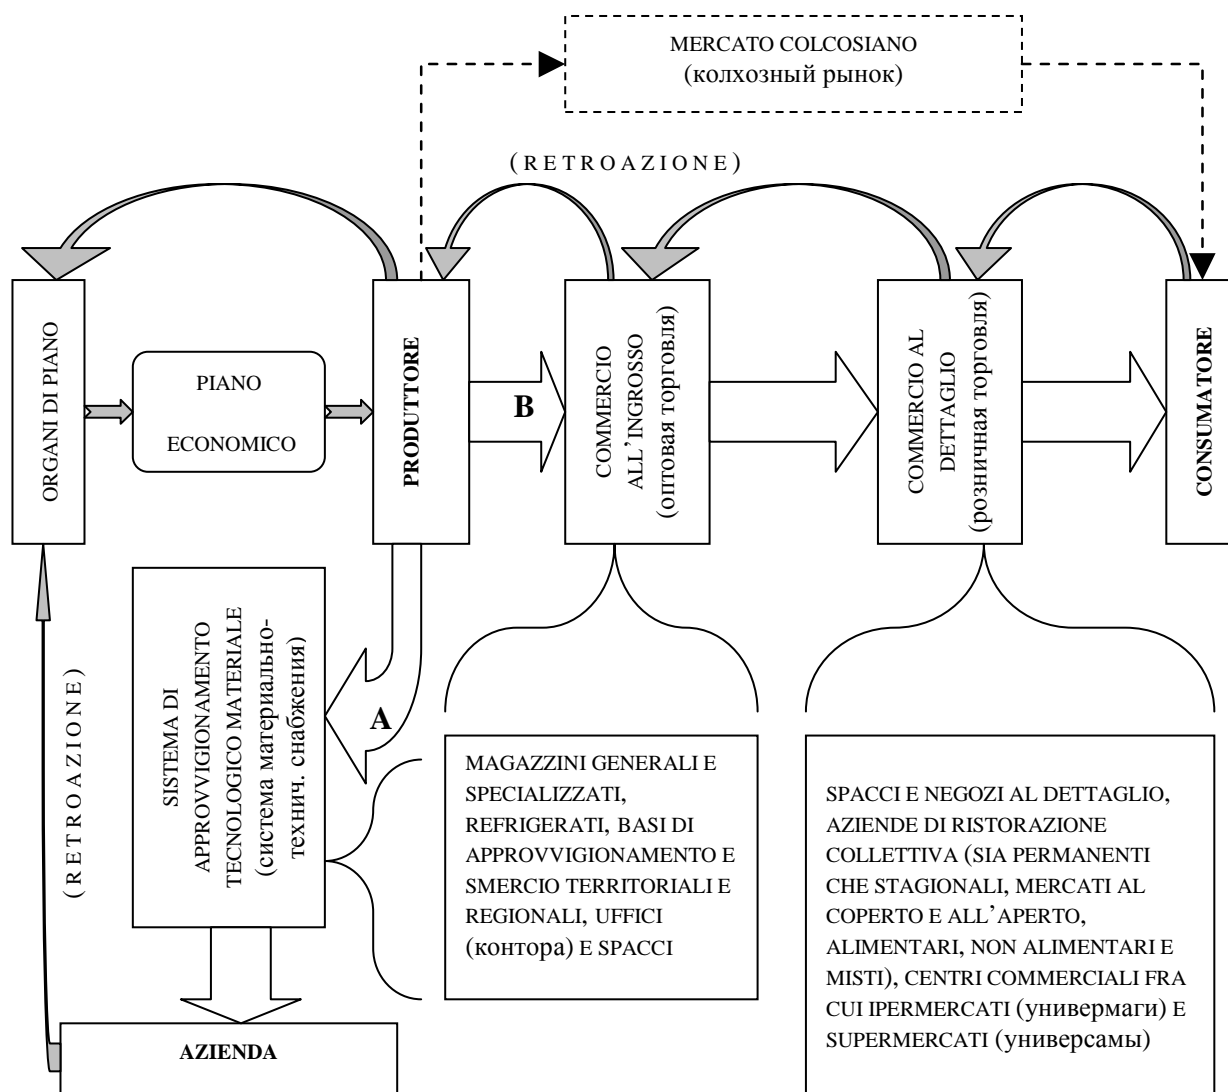 MERCATO COLCOSIANO
(колхозный рынок)
(RETROAZIONE)
ORGANI DI PIANO
PIANO
ECONOMICO
PRODUTTORE
B
COMMERCIO
ALL’INGROSSO
(оптовая торговля)
COMMERCIO AL
DETTAGLIO
(розничная торговля)
CONSUMATORE
(RETROAZIONE)
SISTEMA DI
APPROVVIGIONAMENTO
TECNOLOGICO MATERIALE
(система материально-
технич. снабжения)
A
MAGAZZINI GENERALI E
SPECIALIZZATI,
REFRIGERATI, BASI DI
APPROVVIGIONAMENTO E
SMERCIO TERRITORIALI E
REGIONALI, UFFICI
(контора) E SPACCI
SPACCI E NEGOZI AL DETTAGLIO,
AZIENDE DI RISTORAZIONE
COLLETTIVA (SIA PERMANENTI
CHE STAGIONALI, MERCATI AL
COPERTO E ALL’APERTO,
ALIMENTARI, NON ALIMENTARI E
MISTI), CENTRI COMMERCIALI FRA
CUI IPERMERCATI (универмаги) E
SUPERMERCATI (универсамы)
AZIENDA